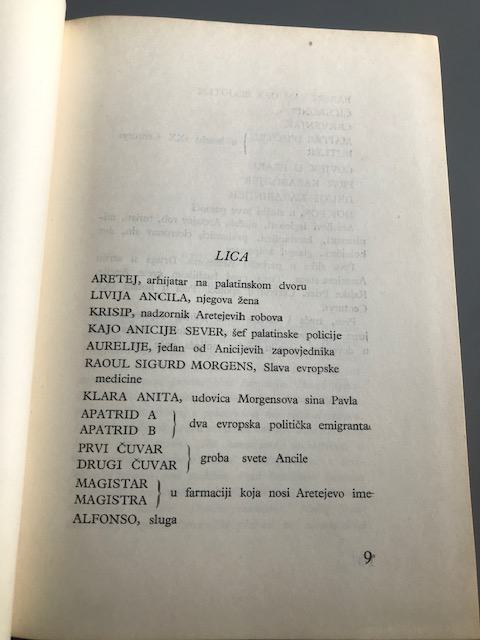 LICA
ARETEJ, arhijatar na palatinskom dvoru
LIVIJA ANCILA, njegova žena
KRISIP, nadzornik Aretejevih robova
KAJO ANICIJE SEVER, šef palatinske policije
AURELIJE, jedan od Anicijevih zapovjednika
RAOUL SIGURD MORGENS, Slava evropske
medicine
KLARA ANITA, udovica Morgensova sina Pavla
APATRID A
APATRID B
dva evropska politička emigranta
PRVI ČUVAR
DRUGI ČUVAR
groba svete Ancile
MAGISTAR
MAGISTRA
u farmaciji koja nosi Aretejevo ime
ALFONSO, sluga
9